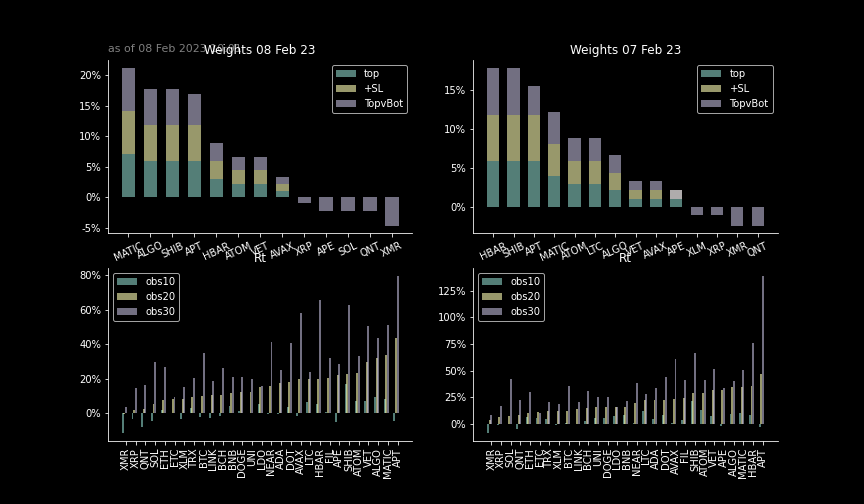 as of 08 Feb 2023
Weights 08 Feb 23
Weights 07 Feb 23
20%
15%
10%
5%
0%
-5%
top
+SL
TopvBot
MATIC ALGO SHIB APT HBAR ATOM VET AVAX XRP APE SOL QNT XMR
15%
10%
5%
0%
top
+SL
TopvBot
HBAR SHIB APT MATIC ATOM LTC ALGO VET AVAX APE XLM XRP XMR QNT
Rt
Rt
80%
60%
40%
20%
0%
obs10
obs20
obs30
XMR XRP QNT SOL ETH ETC XLM TRX BTC LINK BCH BNB DOGE UNI LDO NEAR ADA DOT AVAX LTC HBAR FIL APE SHIB ATOM VET ALGO MATIC APT
125%
100%
75%
50%
25%
0%
obs10
obs20
obs30
XMR XRP SOL QNT ETH ETC TRX XLM BTC LINK BCH UNI DOGE LDO BNB NEAR LTC ADA DOT AVAX FIL SHIB ATOM VET APE ALGO MATIC HBAR APT